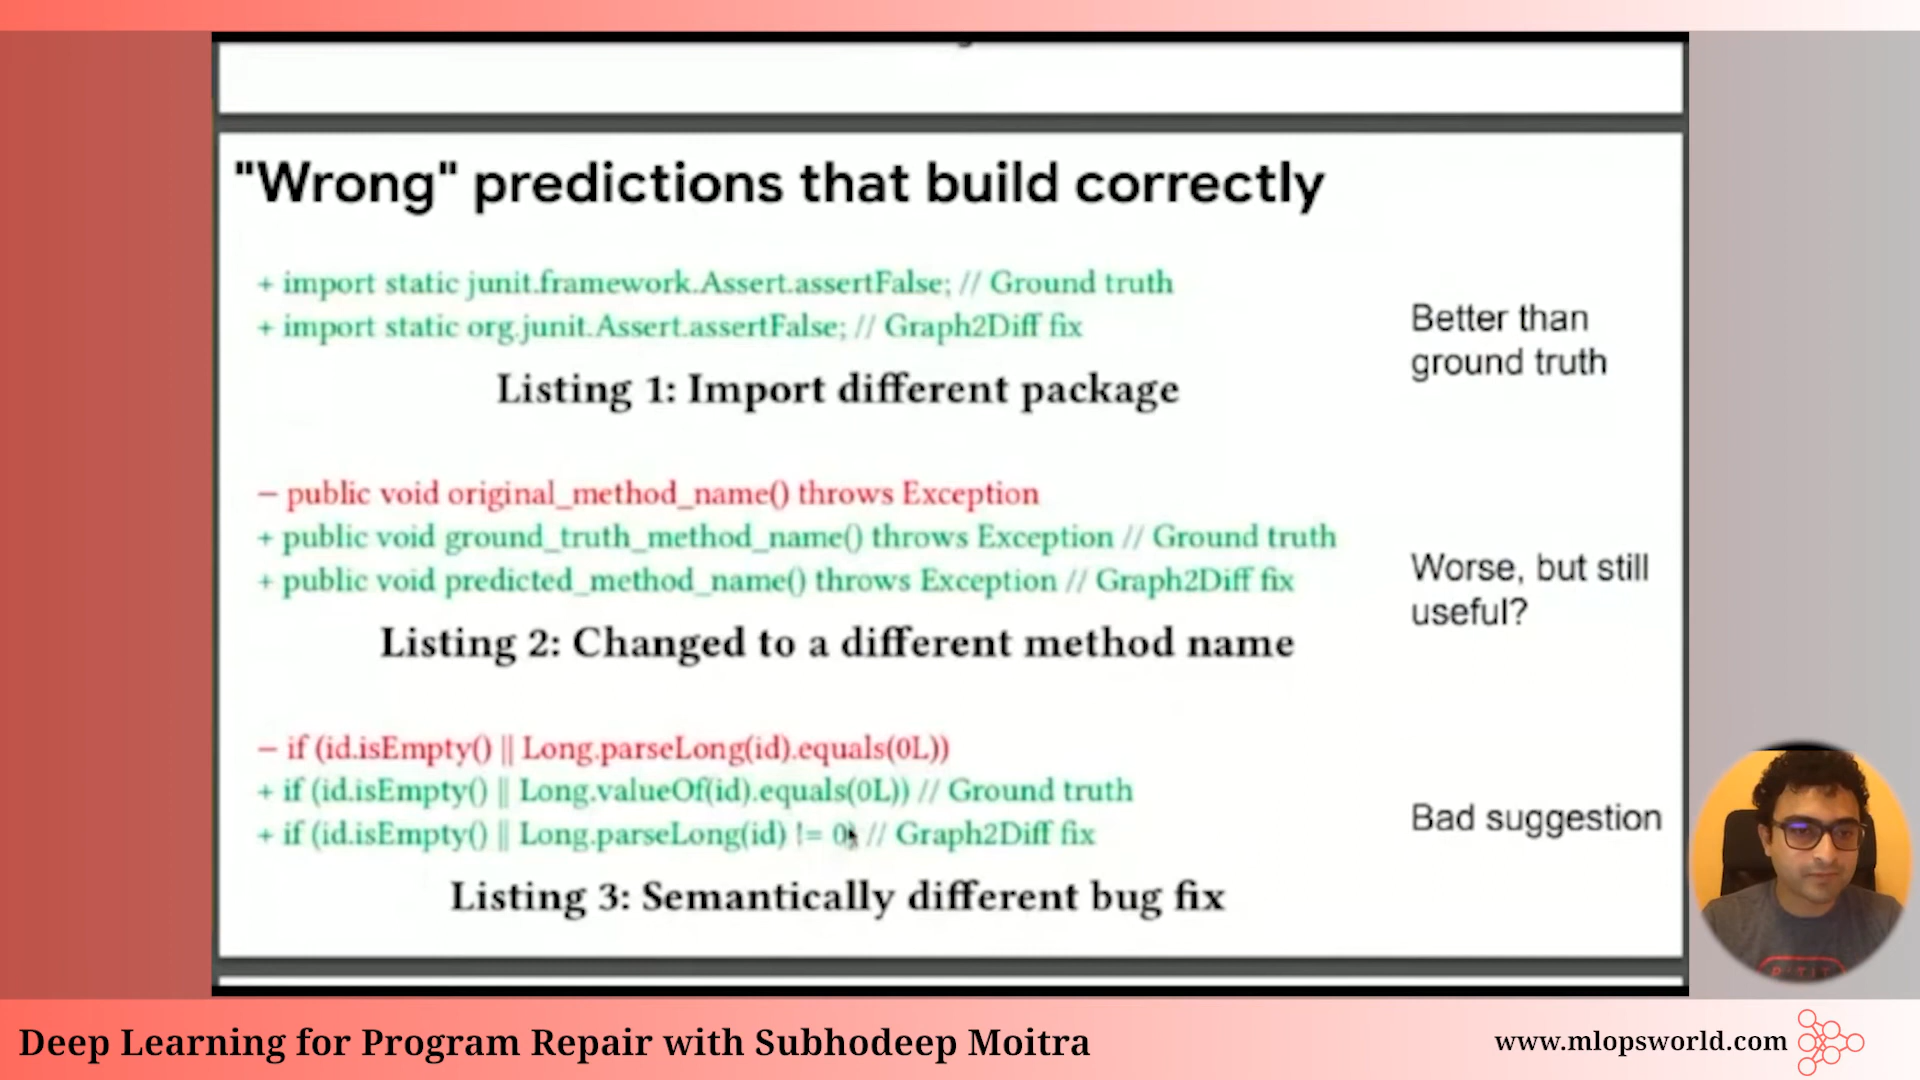 "Wrong" predictions that build correctly
+ import static junit.framework.Assert.assertFalse; // Ground truth
+ import static org.junit.Assert.assertFalse; // Graph2Diff fix
Better than
ground truth
Listing 1: Import different package
− public void original_method_name() throws Exception
+ public void ground_truth_method_name() throws Exception // Ground truth
+ public void predicted_method_name() throws Exception // Graph2Diff fix
Worse, but still
useful?
Listing 2: Changed to a different method name
− if (id.isEmpty() || Long.parseLong(id).equals(0L))
+ if (id.isEmpty() || Long.valueOf(id).equals(0L)) // Ground truth
+ if (id.isEmpty() || Long.parseLong(id) != 0) // Graph2Diff fix
Bad suggestion
Listing 3: Semantically different bug fix
Deep Learning for Program Repair with Subhodeep Moitra
www.mlopsworld.com